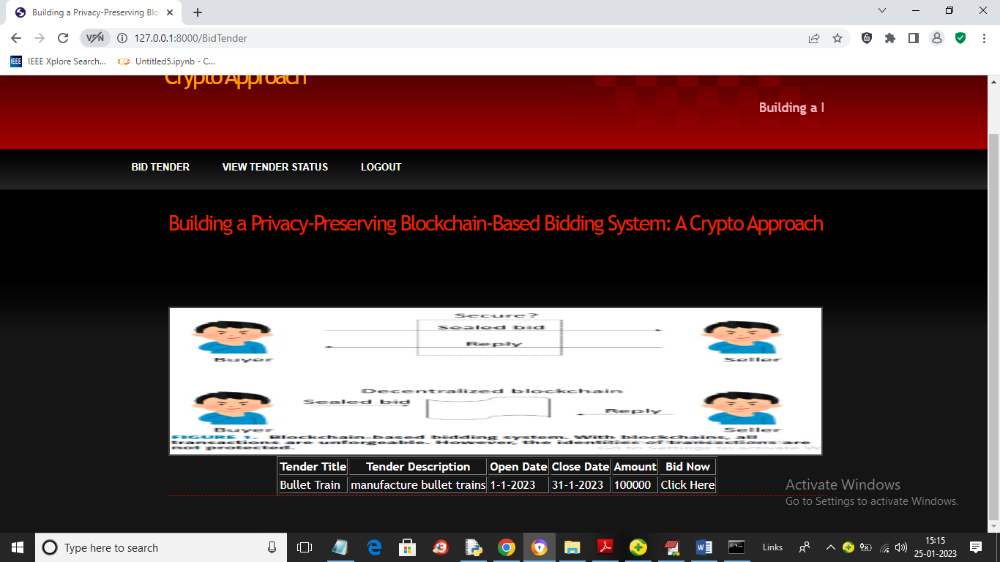 Building a Privacy-Preserving Blo
127.0.0.1:8000/BidTender
IEEE Xplore Search...
Untitled5.ipynb - C...
Crypto Approach
Building a
BID TENDER
VIEW TENDER STATUS
LOGOUT
Building a Privacy-Preserving Blockchain-Based Bidding System: A Crypto Approach
Secure?
Sealed bid
Reply
Buyer
Seller
Decentralized blockchain
Sealed bid
Reply
Buyer
Seller
FIGURE 1. Blockchain-based bidding system. With blockchains, all
transactions are unforgeable. However, the identities of transactions are
not protected.
Go to Settings to activate W
Tender Title Tender Description Open Date Close Date Amount Bid Now
Bullet Train manufacture bullet trains 1-1-2023 31-1-2023 100000 Click Here
Activate Windows
Go to Settings to activate Windows.
Type here to search
Links
15:15
25-01-2023